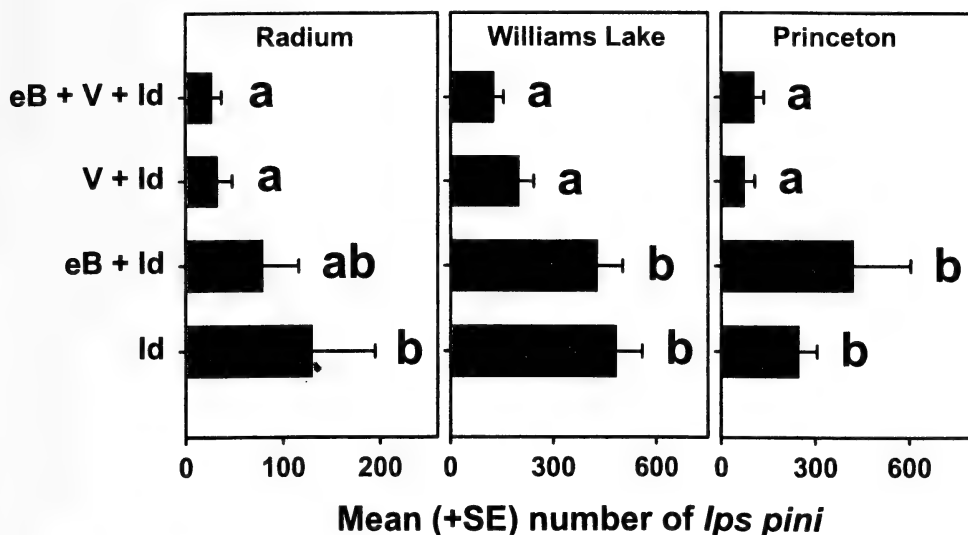 Radium Williams Lake Princeton
eB + V + Id a a a
V + Id a a a
eB + Id ab b b
Id b b b
0 100 200 0 300 600 0 300 600
Mean (+SE) number of Ips pini